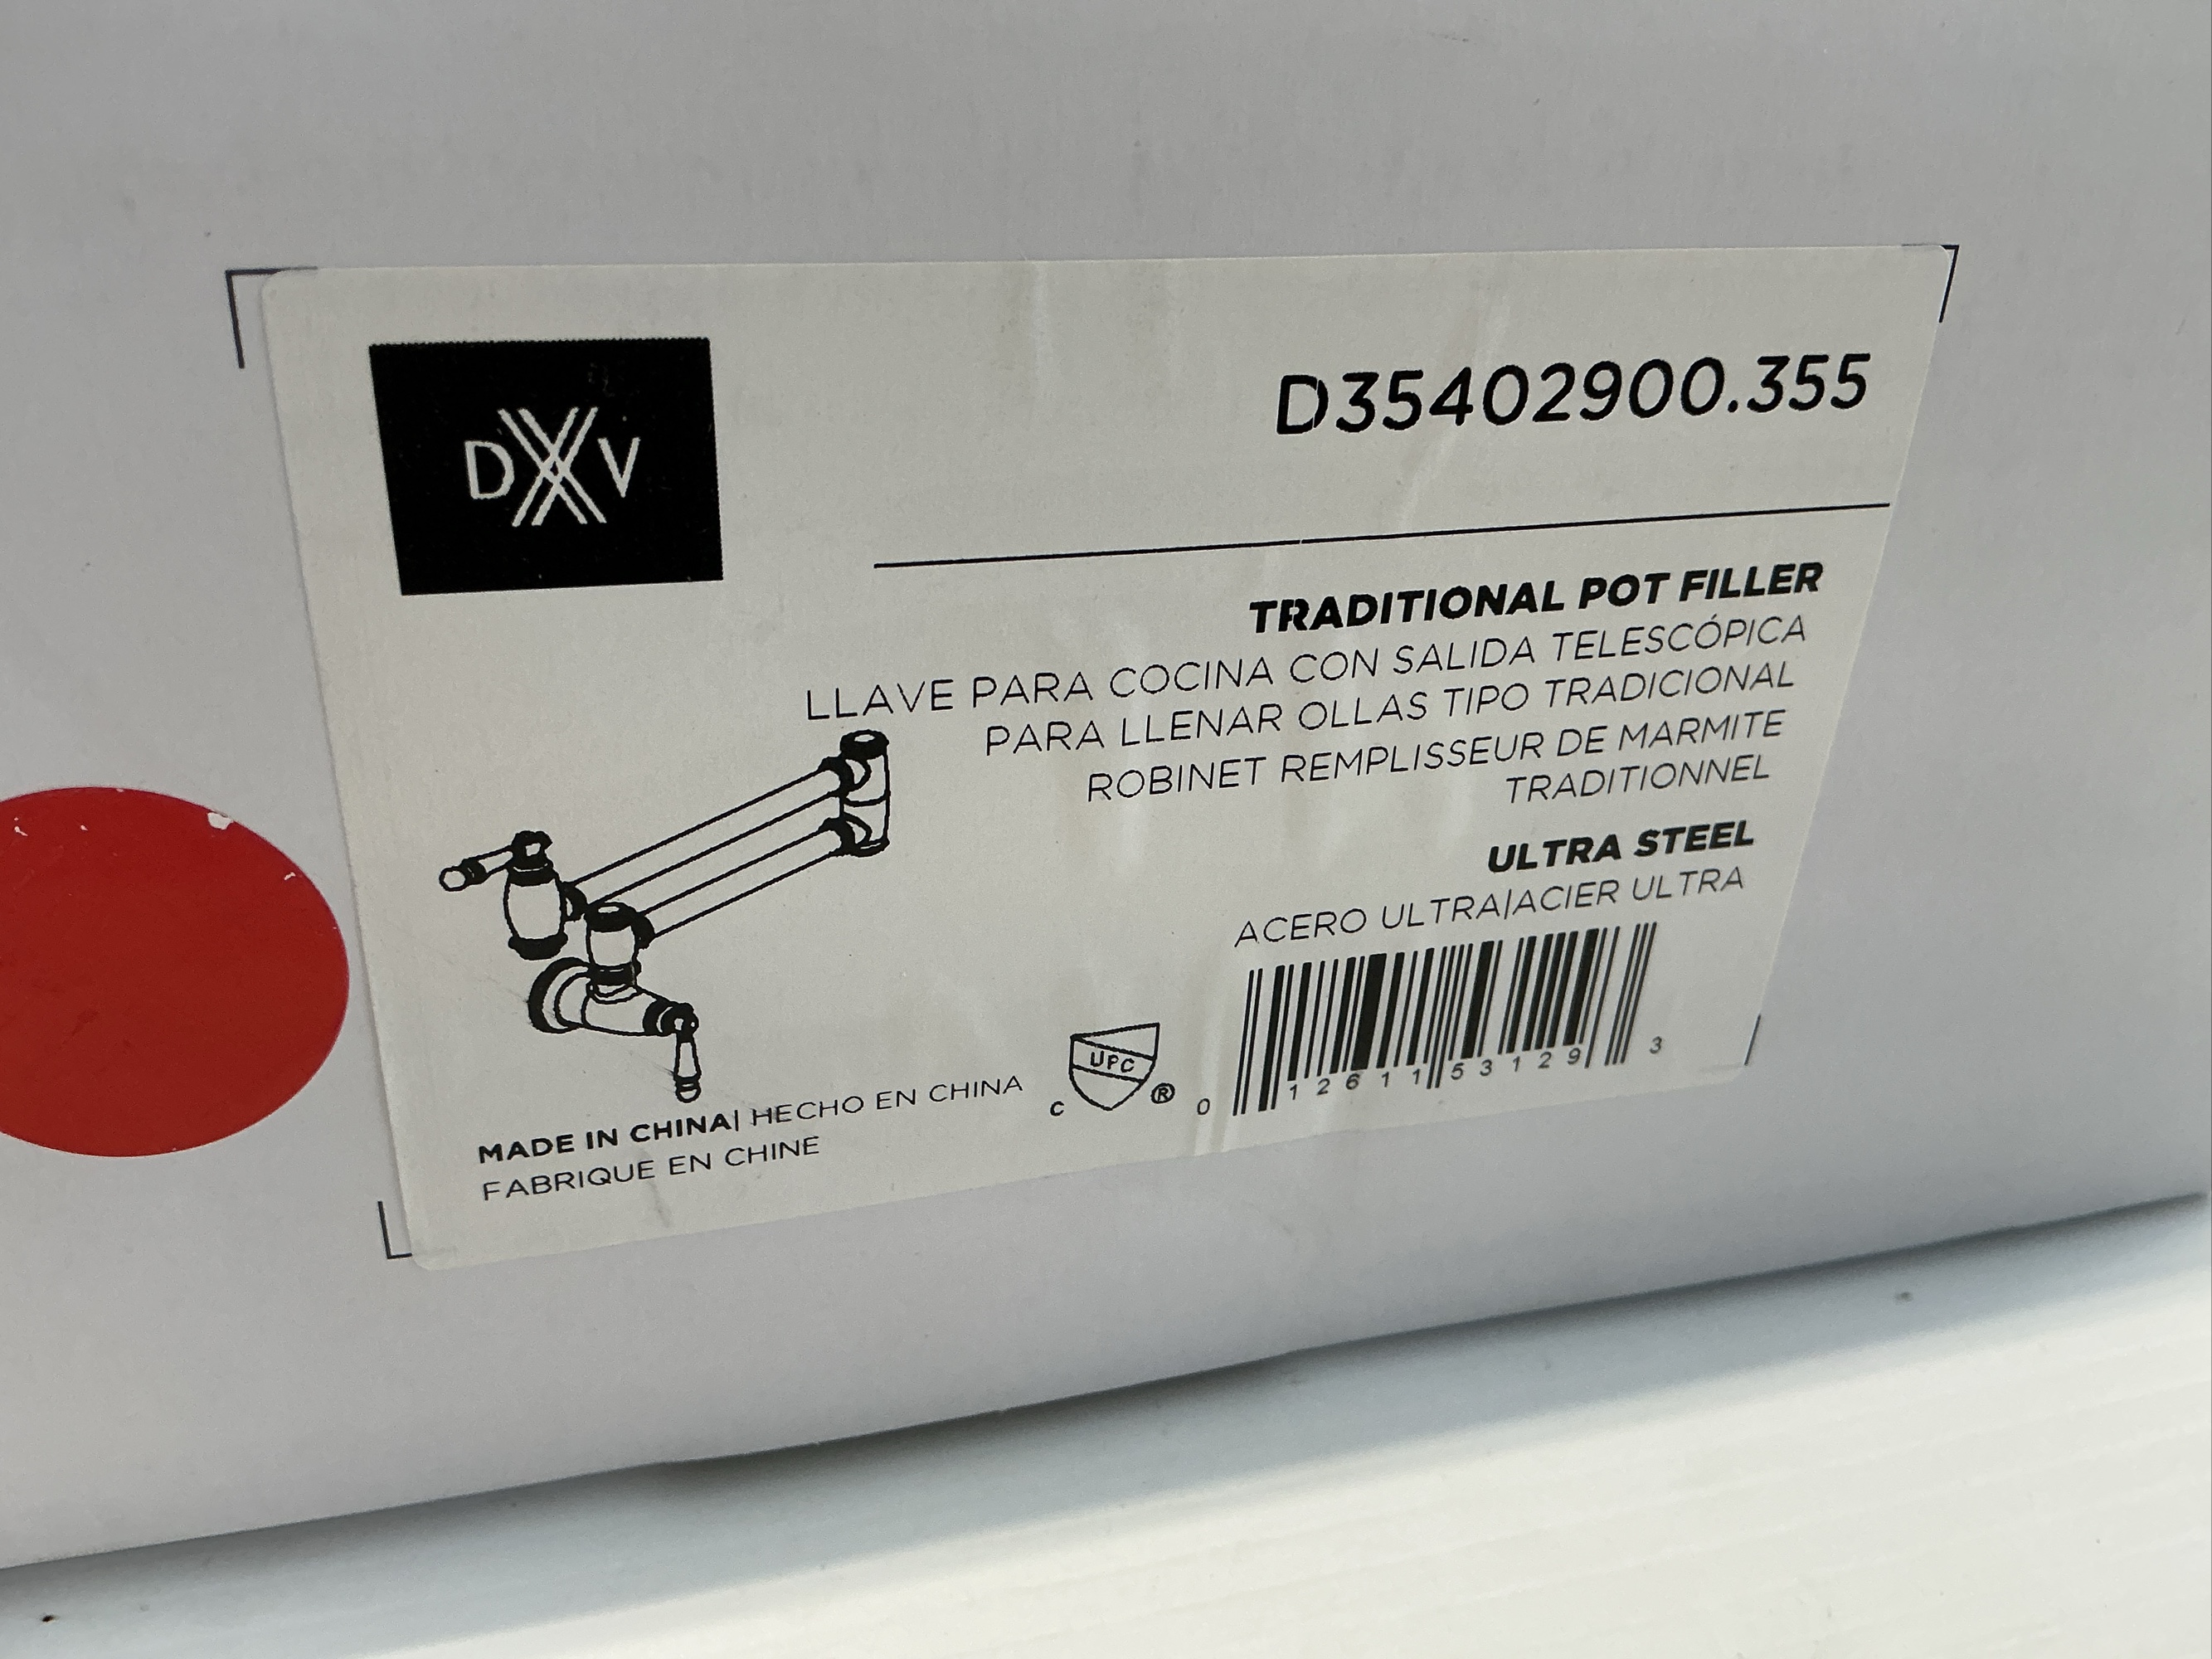 DXV
D35402900.355
TRADITIONAL POT FILLER
LLAVE PARA COCINA CON SALIDA TELESCÓPICA
PARA LLENAR OLLAS TIPO TRADICIONAL
ROBINET REMPLISSEUR DE MARMITE
TRADITIONNEL
ULTRA STEEL
ACERO ULTRA|ACIER ULTRA
MADE IN CHINA| HECHO EN CHINA
FABRIQUE EN CHINE
c UPC ®
0 12611 53129 3